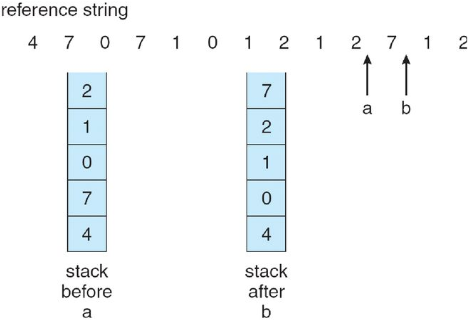 reference string
4 7 0 7 1 0 1 2 1 2 7 1 2
a b
2
1
0
7
4
stack
before
a
7
2
1
0
4
stack
after
b